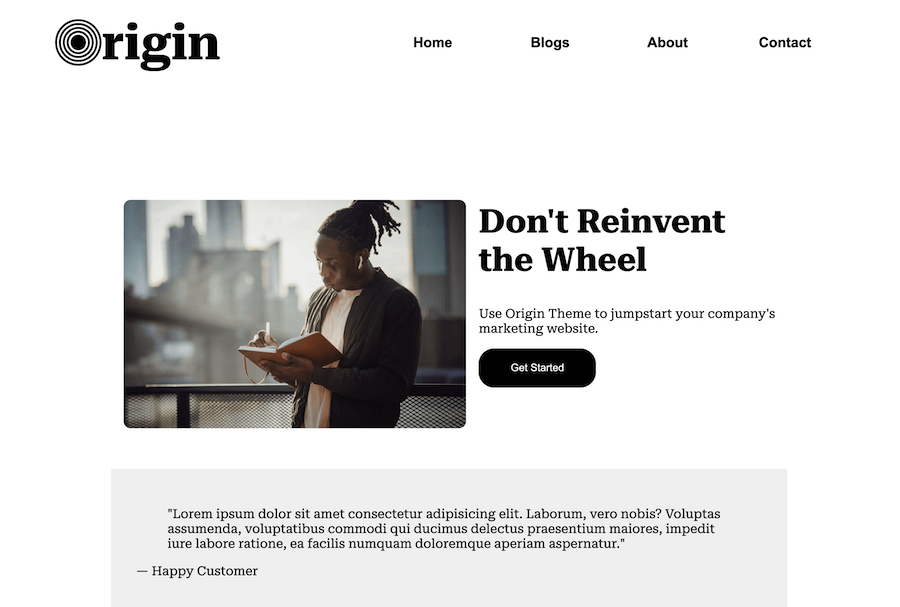 Origin
Home Blogs About Contact
Don't Reinvent
the Wheel
Use Origin Theme to jumpstart your company's
marketing website.
Get Started
"Lorem ipsum dolor sit amet consectetur adipisicing elit. Laborum, vero nobis? Voluptas
assumenda, voluptatibus commodi qui ducimus delectus praesentium maiores, impedit
iure labore ratione, ea facilis numquam doloremque aperiam aspernatur."
— Happy Customer